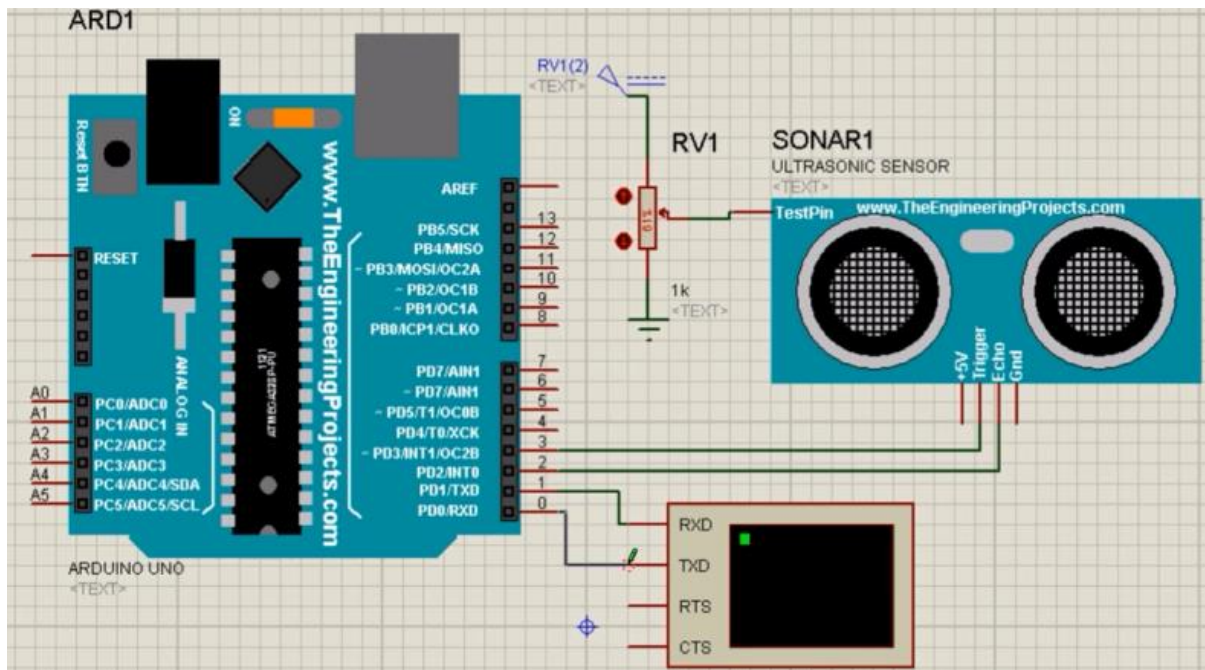 ARD1
RV1(2)
<TEXT>
ON
Reset BTN
www.TheEngineeringProjects.com
RV1
SONAR1
ULTRASONIC SENSOR
<TEXT>
TestPin
www.TheEngineeringProjects.com
61%
1k
<TEXT>
+5V
Trigger
Echo
Gnd
RESET
ANALOG IN
AREF
PB5/SCK 13
PB4/MISO 12
~ PB3/MOSI/OC2A 11
~ PB2/OC1B 10
~ PB1/OC1A 9
PB0/ICP1/CLKO 8
PD7/AIN1 7
~ PD7/AIN1 6
~ PD5/T1/OC0B 5
PD4/T0/XCK 4
~ PD3/INT1/OC2B 3
PD2/INT0 2
PD1/TXD 1
PD0/RXD 0
A0 PC0/ADC0
A1 PC1/ADC1
A2 PC2/ADC2
A3 PC3/ADC3
A4 PC4/ADC4/SDA
A5 PC5/ADC5/SCL
1121
ATMEGA328P-PU
ARDUINO UNO
<TEXT>
RXD
TXD
RTS
CTS